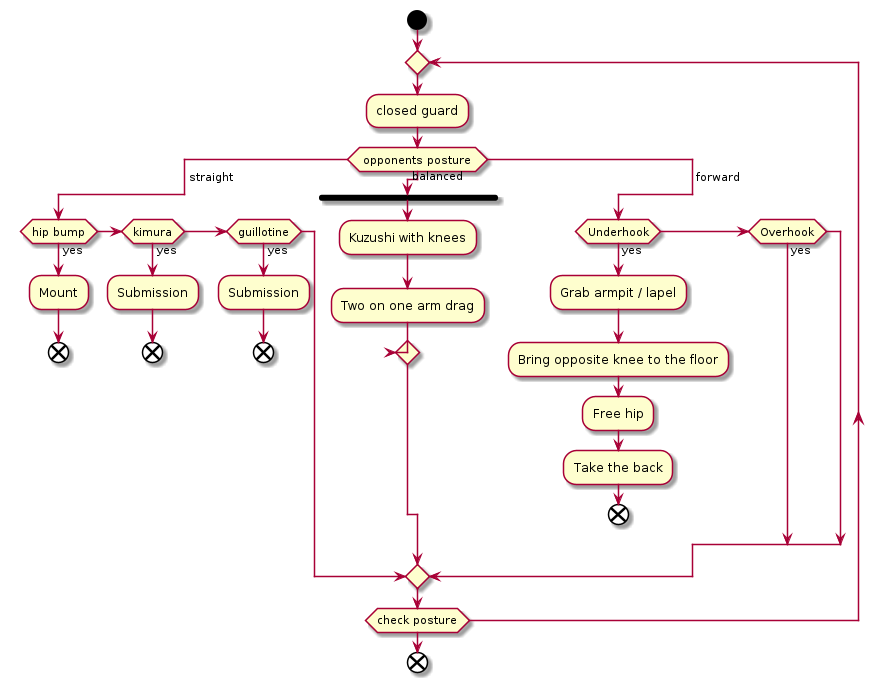 closed guard
opponents posture
straight
balanced
forward
hip bump
kimura
guillotine
Underhook
Overhook
yes
yes
yes
yes
yes
Kuzushi with knees
Mount
Submission
Submission
Two on one arm drag
Grab armpit / lapel
Bring opposite knee to the floor
Free hip
Take the back
check posture